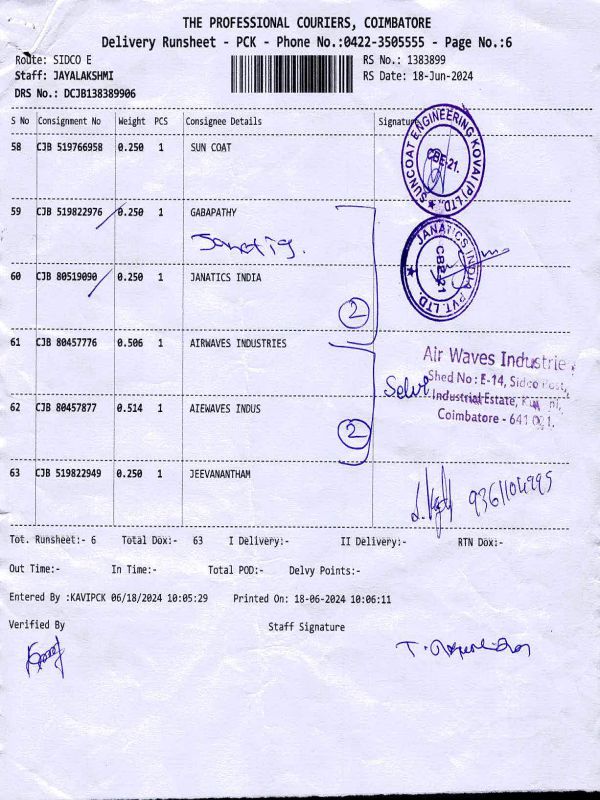 THE PROFESSIONAL COURIERS, COIMBATORE
Delivery Runsheet - PCK - Phone No.:0422-3505555 - Page No.:6
Route: SIDCO E
RS No.: 1383899
Staff: JAYALAKSHMI
RS Date: 18-Jun-2024
DRS No.: DCJB138389906
S No Consignment No Weight PCS Consignee Details Signature
58 CJB 519766958 0.250 1 SUN COAT
SUNCOAT ENGINEERING KOVAI (P) LTD. ★
CBE-21.
59 CJB 519822976 0.250 1 GABAPATHY
60 CJB 80519090 0.250 1 JANATICS INDIA
JANATICS INDIA PVT. LTD. ★
CBE-21
2
61 CJB 80457776 0.506 1 AIRWAVES INDUSTRIES
Air Waves Industrie
Shed No : E-14, Sidco Post,
Selvi
Industrial Estate,
Coimbatore - 641 021.
62 CJB 80457877 0.514 1 AIEWAVES INDUS
2
63 CJB 519822949 0.250 1 JEEVANANTHAM
9361104995
Tot. Runsheet:- 6 Total Dox:- 63 I Delivery:- II Delivery:- RTN Dox:-
Out Time:- In Time:- Total POD:- Delvy Points:-
Entered By :KAVIPCK 06/18/2024 10:05:29 Printed On: 18-06-2024 10:06:11
Verified By Staff Signature